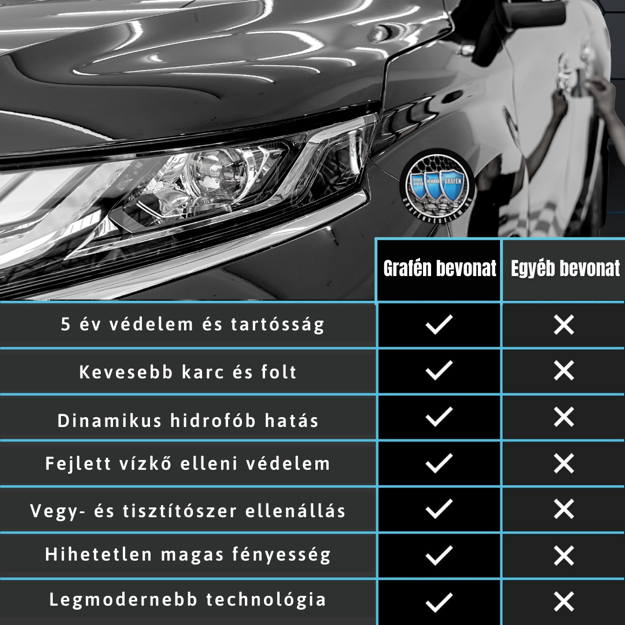 GRAFÉN
Grafén bevonat Egyéb bevonat
5 év védelem és tartósság
Kevesebb karc és folt
Dinamikus hidrofób hatás
Fejlett vízkő elleni védelem
Vegy- és tisztítószer ellenállás
Hihetetlen magas fényesség
Legmodernebb technológia